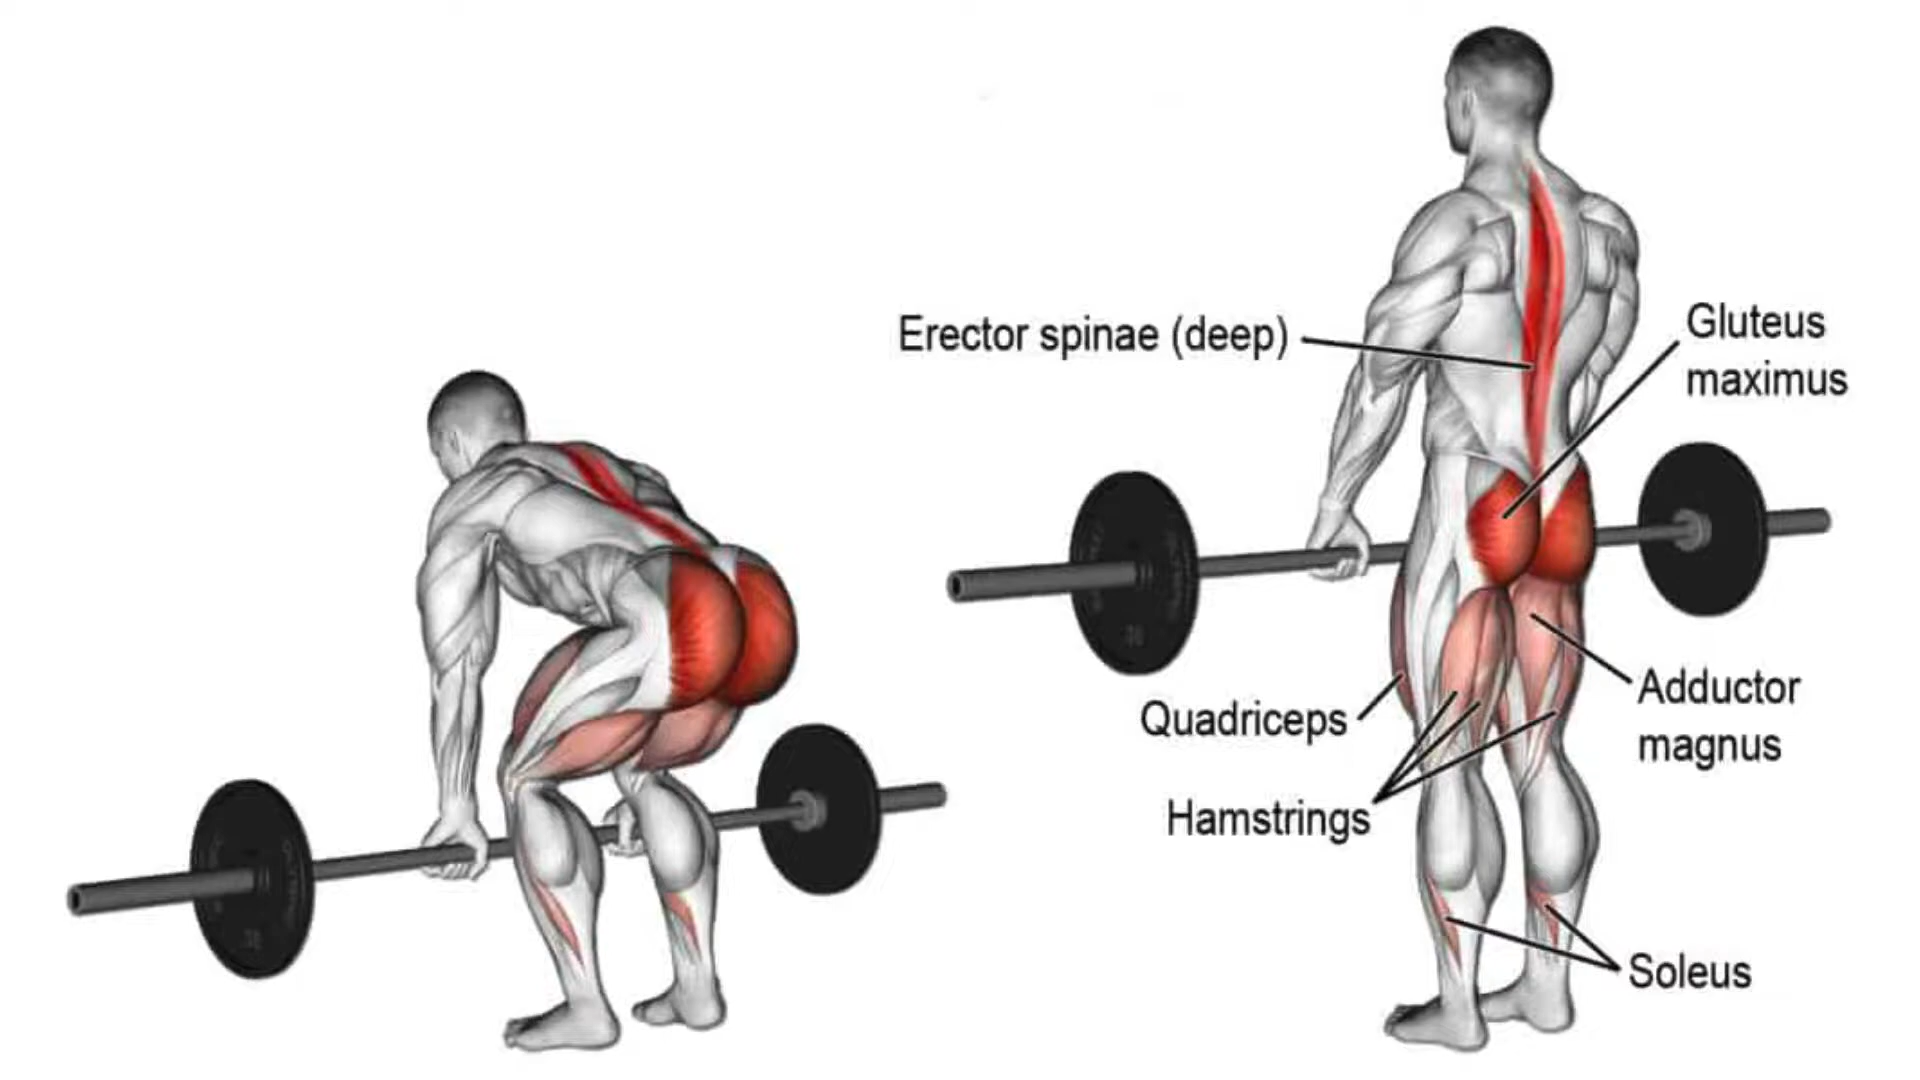 Erector spinae (deep)
Gluteus
maximus
Quadriceps
Adductor
magnus
Hamstrings
Soleus